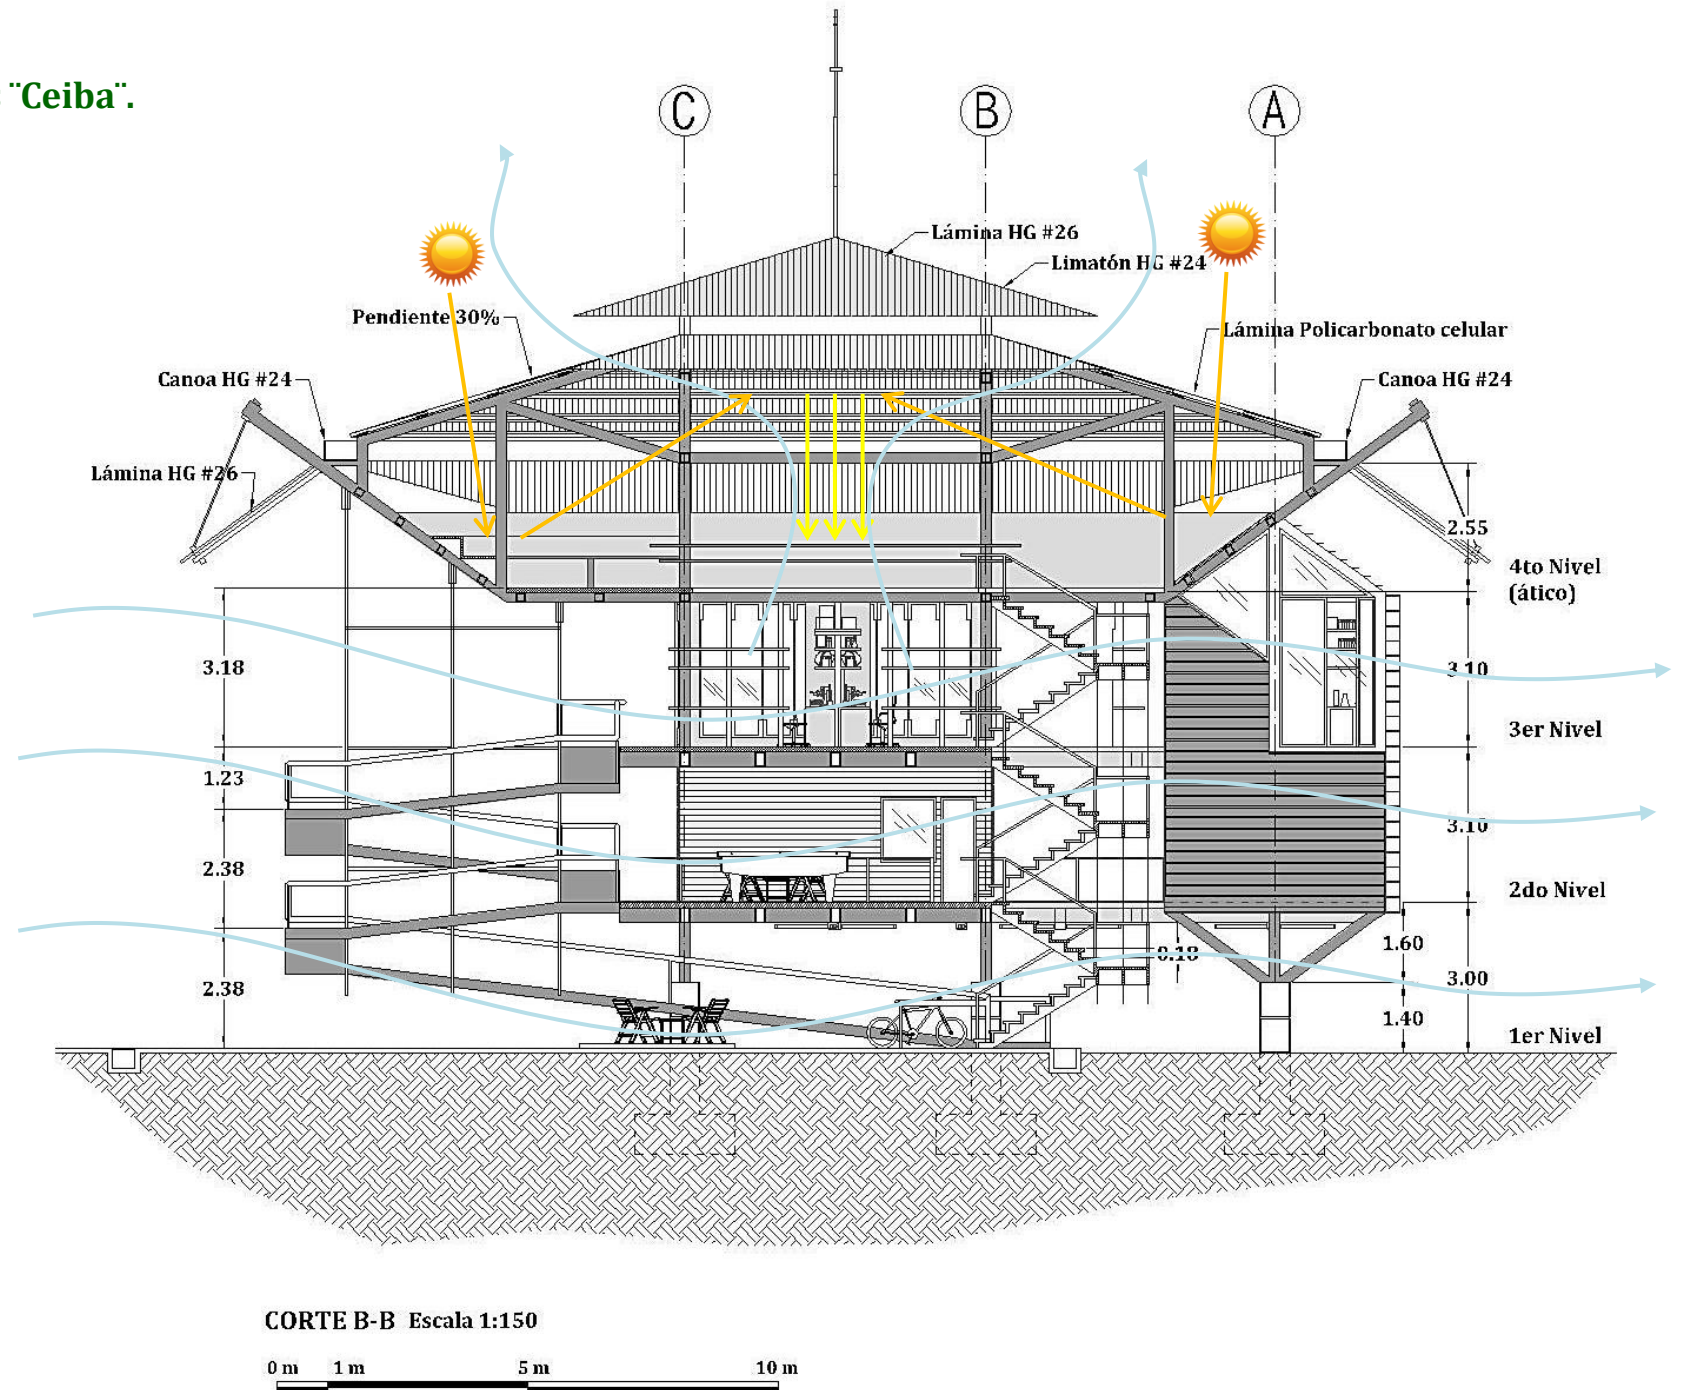 ¨Ceiba¨.
C
B
A
Lámina HG #26
Limatón HG #24
Pendiente 30%
Lámina Policarbonato celular
Canoa HG #24
Canoa HG #24
Lámina HG #26
2.55
4to Nivel
(ático)
3.18
3.10
3er Nivel
1.23
3.10
2.38
2do Nivel
1.60
0.18
3.00
2.38
1.40
1er Nivel
CORTE B-B Escala 1:150
0 m 1 m 5 m 10 m